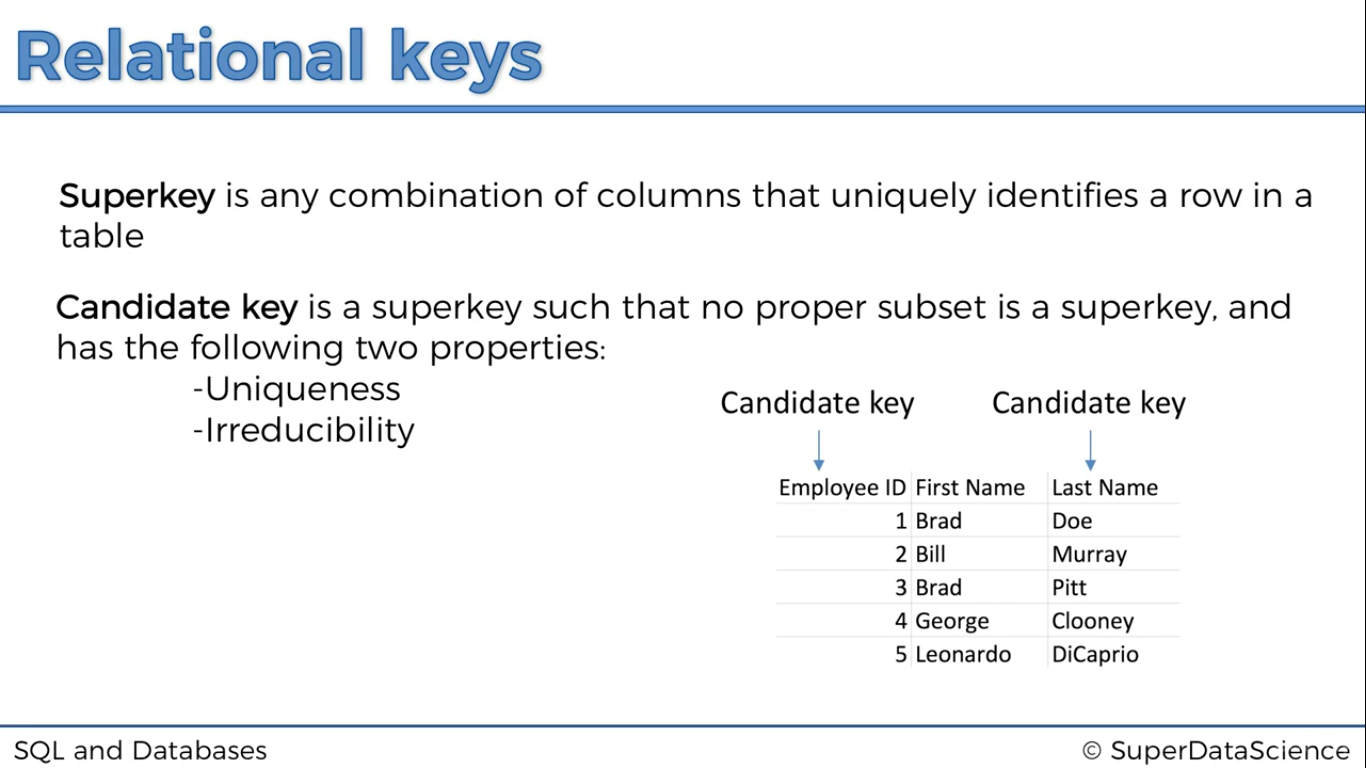 Relational keys
Superkey is any combination of columns that uniquely identifies a row in a
table
Candidate key is a superkey such that no proper subset is a superkey, and
has the following two properties:
-Uniqueness
-Irreducibility
Candidate key Candidate key
Employee ID First Name Last Name
1 Brad Doe
2 Bill Murray
3 Brad Pitt
4 George Clooney
5 Leonardo DiCaprio
SQL and Databases © SuperDataScience